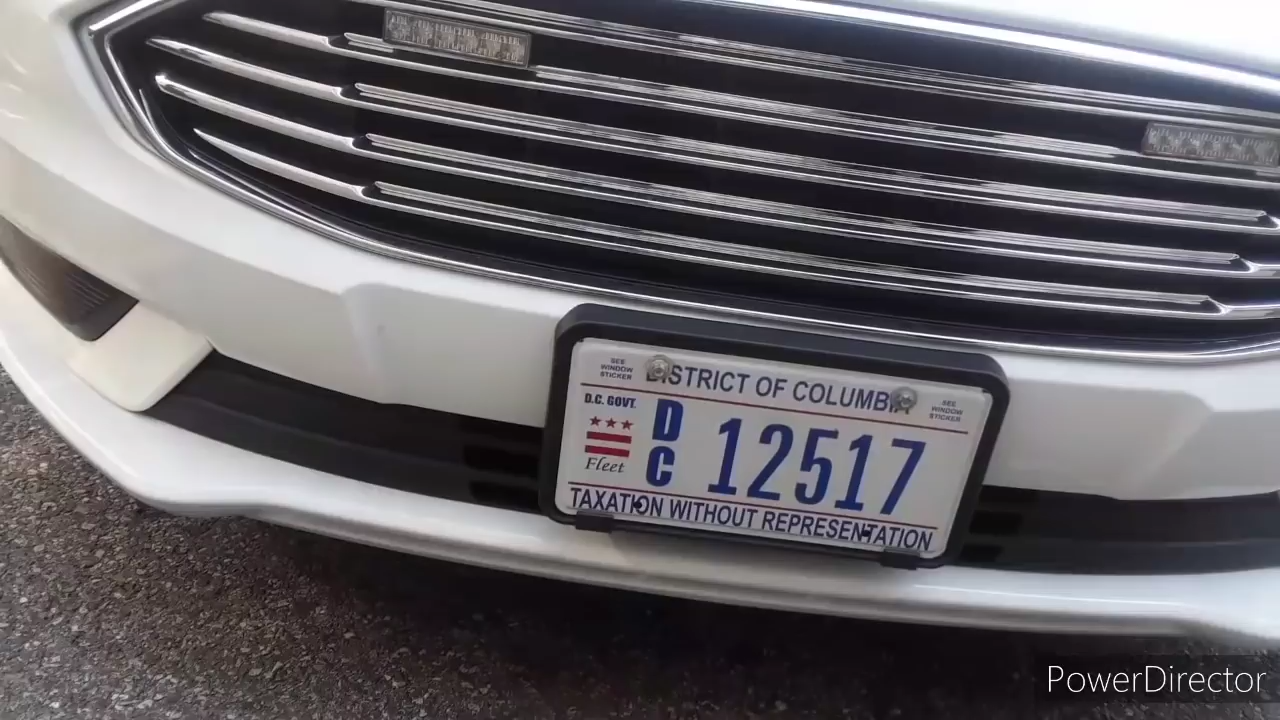 SEE
WINDOW
STICKER
DISTRICT OF COLUMBIA
SEE
WINDOW
STICKER
D.C. GOVT.
Fleet
DC 12517
TAXATION WITHOUT REPRESENTATION
PowerDirector